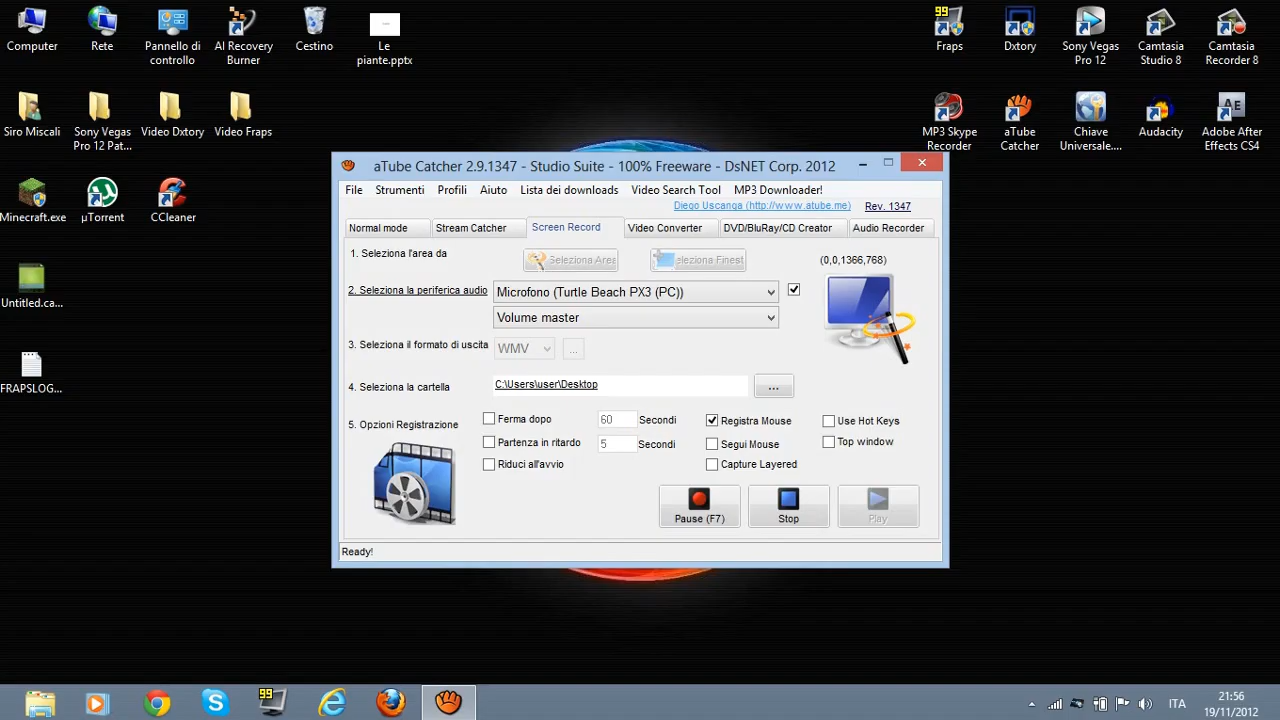 Computer
Rete
Pannello di
controllo
AI Recovery
Burner
Cestino
Le
piante.pptx
99
Fraps
Dxtory
Sony Vegas
Pro 12
Camtasia
Studio 8
Camtasia
Recorder 8
Siro Miscali
Sony Vegas
Pro 12 Pat...
Video Dxtory
Video Fraps
MP3 Skype
Recorder
aTube
Catcher
Chiave
Universale....
Audacity
AE
Adobe After
Effects CS4
Minecraft.exe
µTorrent
CCleaner
Untitled.ca...
FRAPSLOG...
aTube Catcher 2.9.1347 - Studio Suite - 100% Freeware - DsNET Corp. 2012
File Strumenti Profili Aiuto Lista dei downloads Video Search Tool MP3 Downloader!
Diego Uscanga (http://www.atube.me) Rev. 1347
Normal mode Stream Catcher Screen Record Video Converter DVD/BluRay/CD Creator Audio Recorder
1. Seleziona l'area da Seleziona Area Seleziona Finest (0,0,1366,768)
2. Seleziona la periferica audio Microfono (Turtle Beach PX3 (PC))
Volume master
3. Seleziona il formato di uscita WMV ...
4. Seleziona la cartella C:\Users\user\Desktop ...
5. Opzioni Registrazione Ferma dopo 60 Secondi Registra Mouse Use Hot Keys
Partenza in ritardo 5 Secondi Segui Mouse Top window
Riduci all'avvio Capture Layered
Pause (F7) Stop Play
Ready!
99
ITA
21:56
19/11/2012